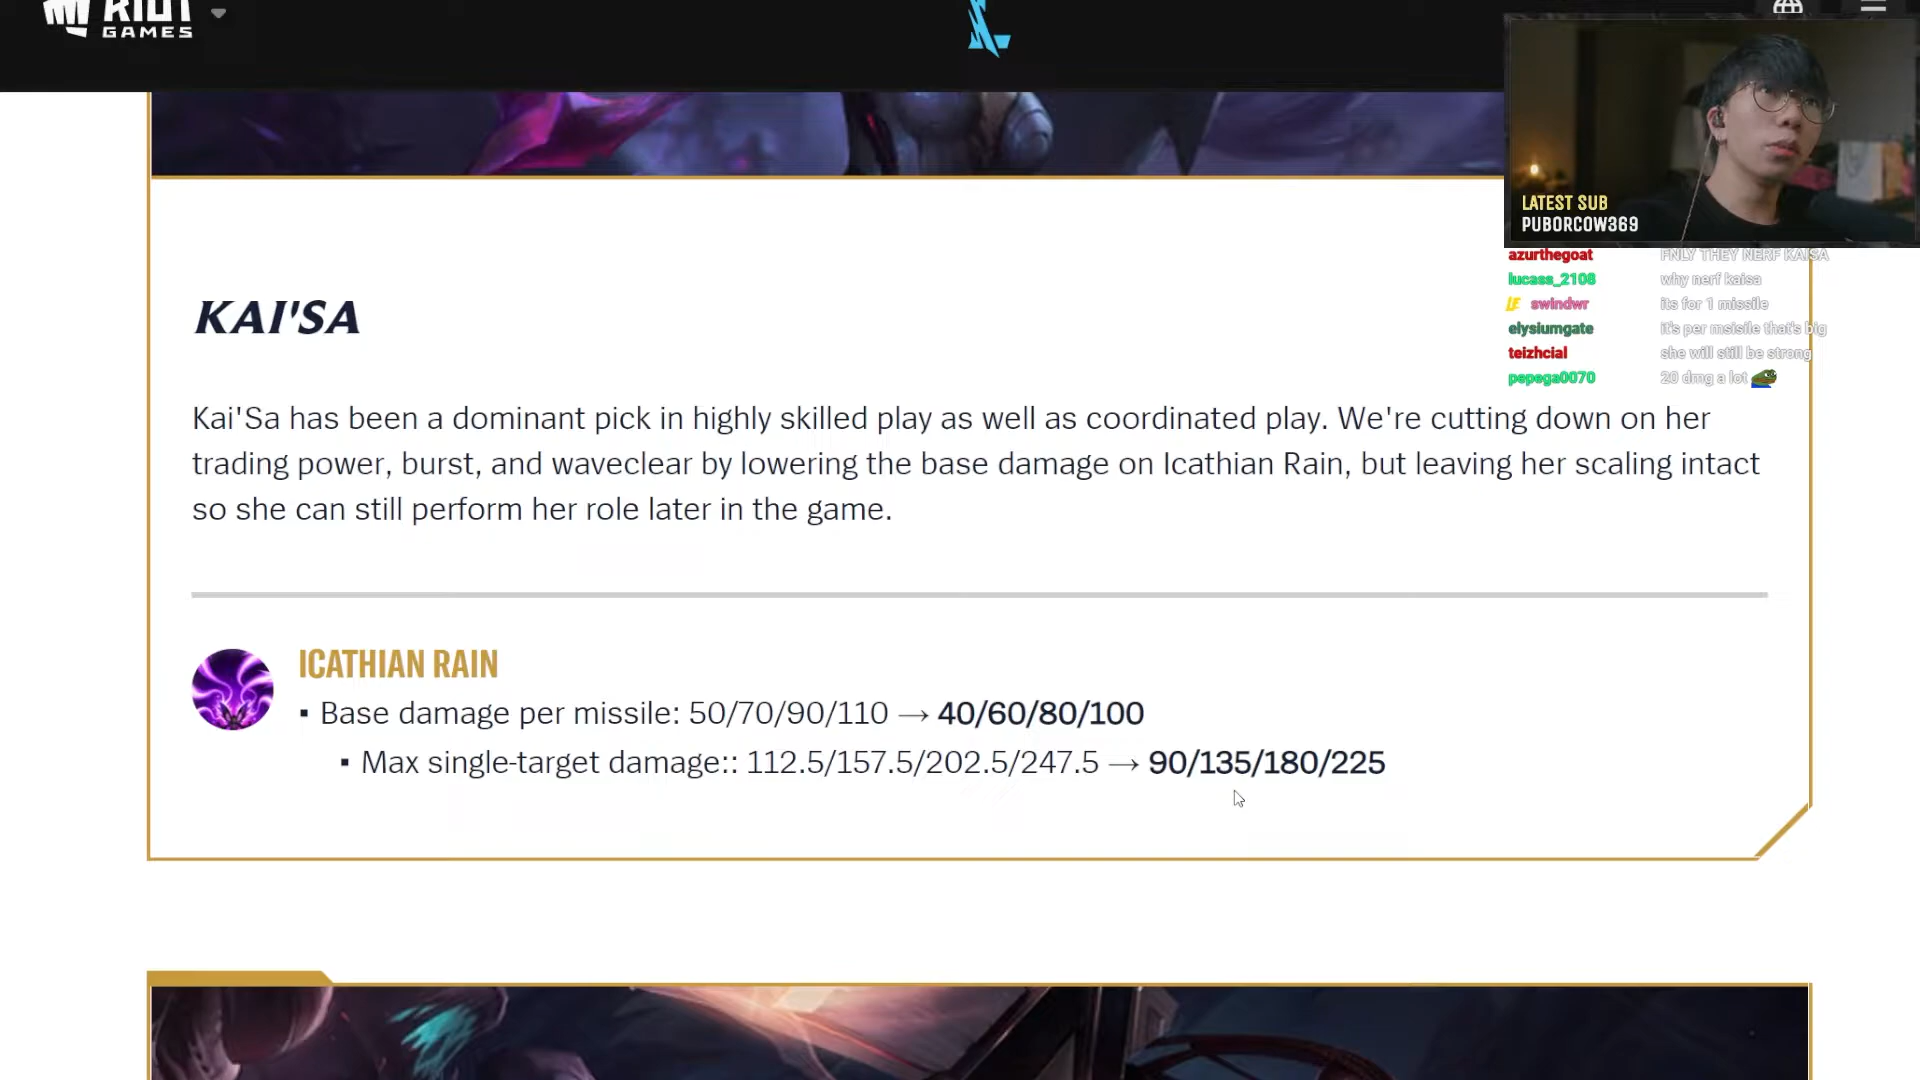 RIOT
GAMES
LATEST SUB
PUBORCOW369
azurthegoat FNLY THEY NERF KAISA
lucass_2108 why nerf kaisa
swindwr its for 1 missile
elysiumgate it's per msisile that's big
teizhcial she will still be strong
pepega0070 20 dmg a lot
KAI'SA
Kai'Sa has been a dominant pick in highly skilled play as well as coordinated play. We're cutting down on her
trading power, burst, and waveclear by lowering the base damage on Icathian Rain, but leaving her scaling intact
so she can still perform her role later in the game.
ICATHIAN RAIN
▪ Base damage per missile: 50/70/90/110 → 40/60/80/100
▪ Max single-target damage:: 112.5/157.5/202.5/247.5 → 90/135/180/225